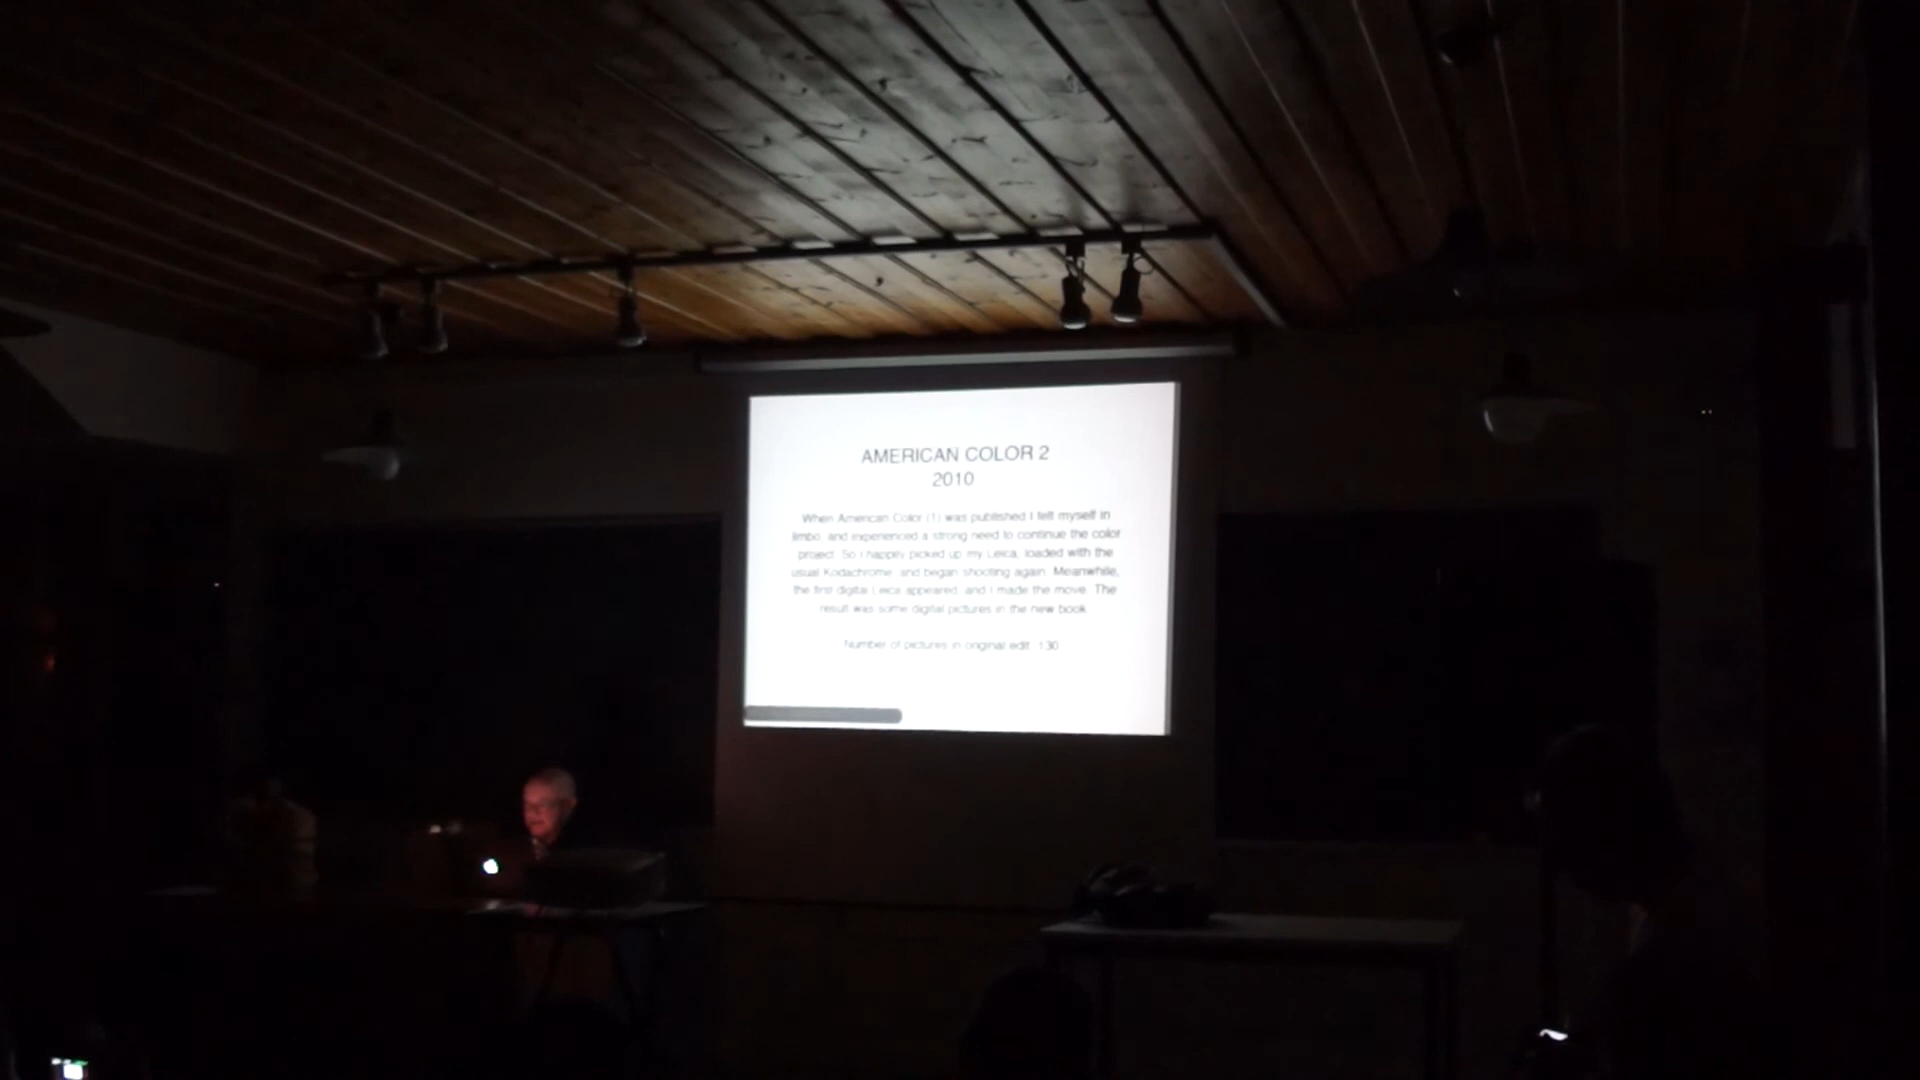 AMERICAN COLOR 2
2010
When American Color (1) was published I felt myself in
limbo, and experienced a strong need to continue the color
project. So I happily picked up my Leica, loaded with the
usual Kodachrome, and began shooting again. Meanwhile,
the first digital Leica appeared, and I made the move. The
result was some digital pictures in the new book.
Number of pictures in original edit: 130